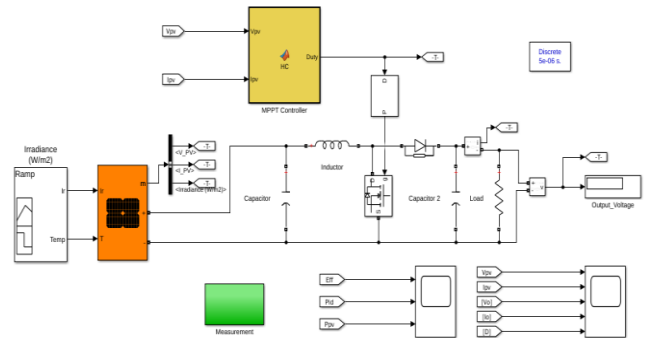 Vpv
Ipv
Vpv
Ipv
HC
Duty
MPPT Controller
-T-
Discrete
5e-06 s.
D
P
Irradiance
(W/m2)
Ramp
Ir
Temp
Ir
T
m
+
-
-T-
<V_PV>
-T-
<I_PV>
-T-
<Irradiance (W/m2)>
Capacitor
Inductor
Capacitor 2
Load
-T-
-T-
+
-
v
Output_Voltage
Measurement
Eff
Pid
Ppv
Vpv
Ipv
[Vo]
[Io]
[D]